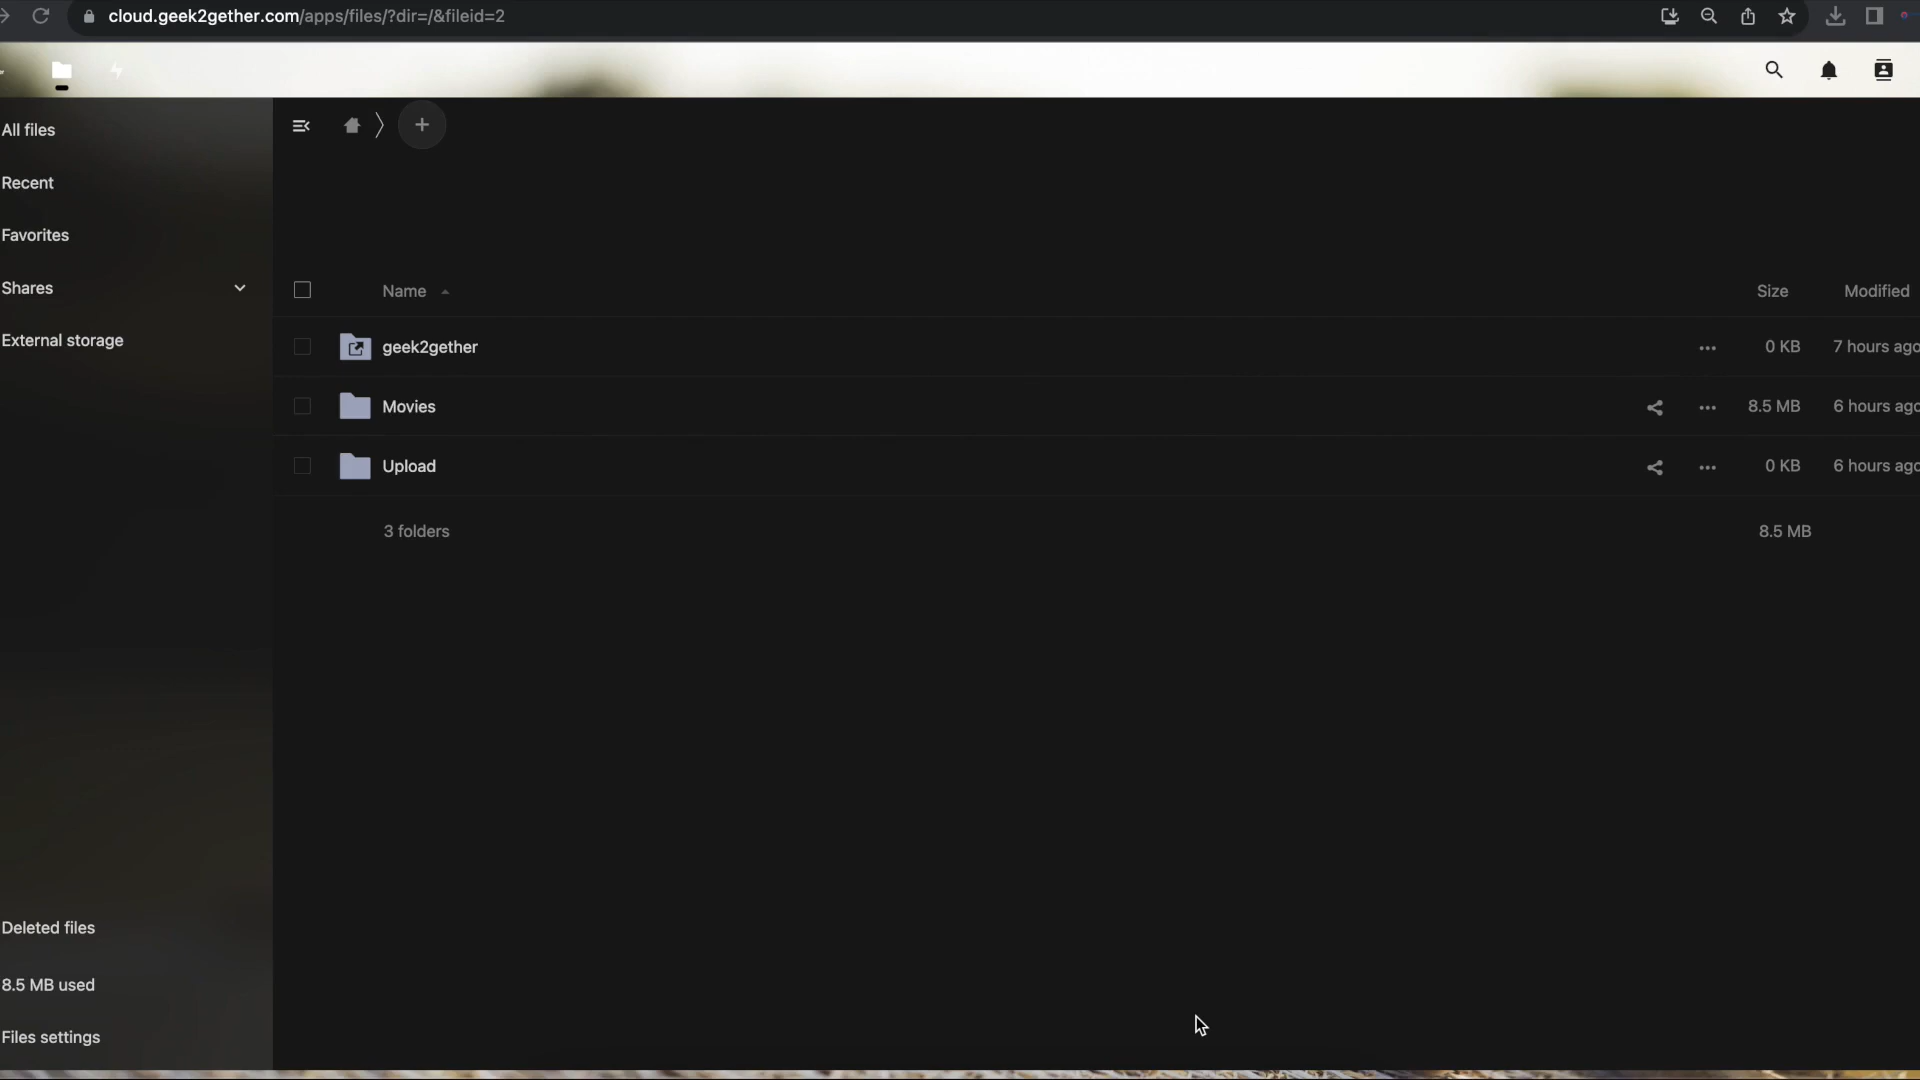 cloud.geek2gether.com/apps/files/?dir=/&fileid=2
All files
Recent
Favorites
Shares
External storage
Name Size Modified
geek2gether 0 KB 7 hours ago
Movies 8.5 MB 6 hours ago
Upload 0 KB 6 hours ago
3 folders 8.5 MB
Deleted files
8.5 MB used
Files settings